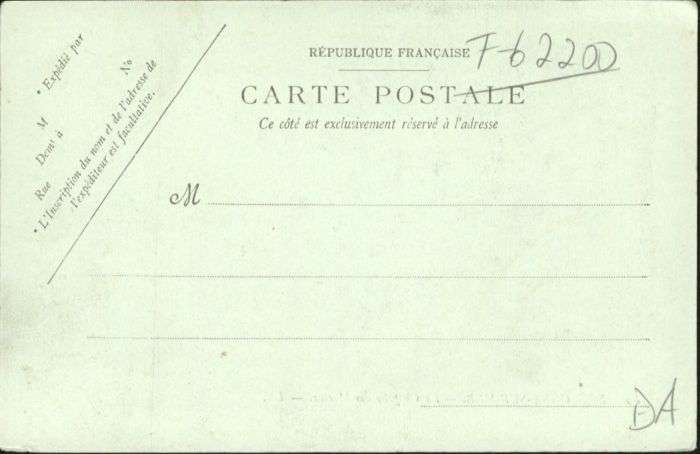 RÉPUBLIQUE FRANÇAISE F-62200
CARTE POSTALE
Ce côté est exclusivement réservé à l'adresse
* Expédié par
M
Demt à
Rue No
* L'Inscription du nom et de l'adresse de
l'expéditeur est facultative.
M
DA